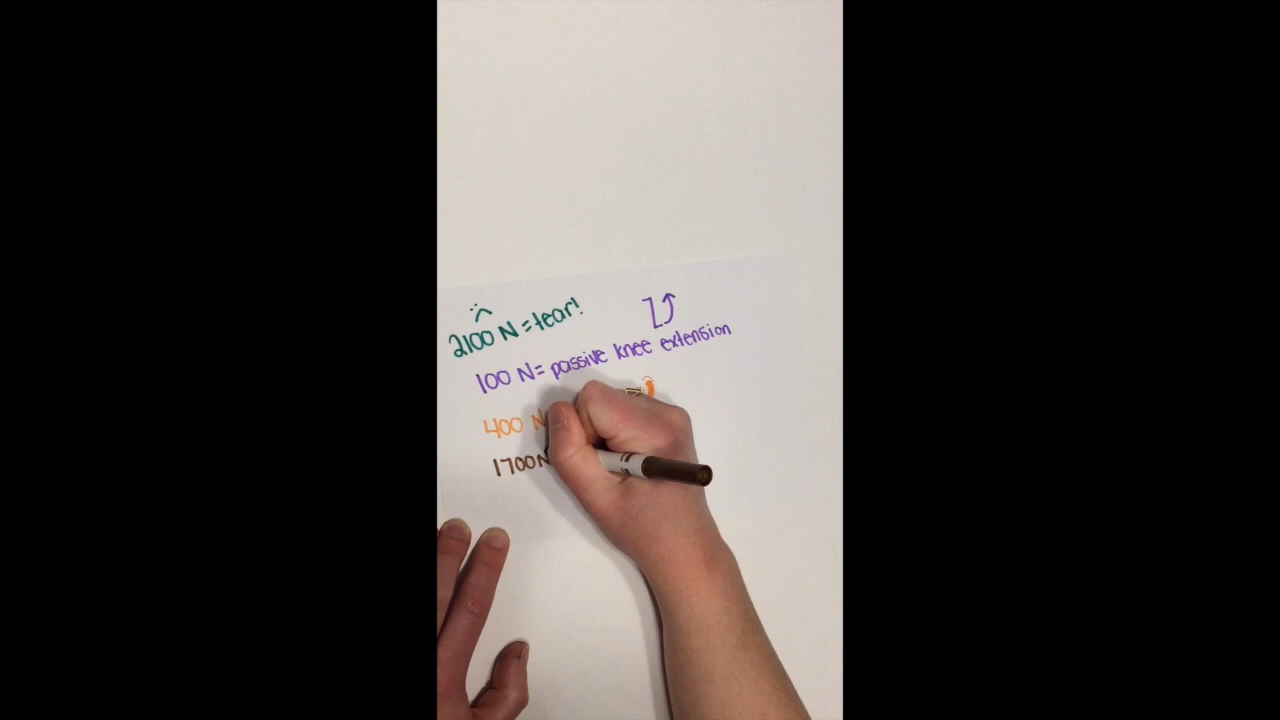 2100 N = tear!
100 N = passive knee extension
400 N
1700 N